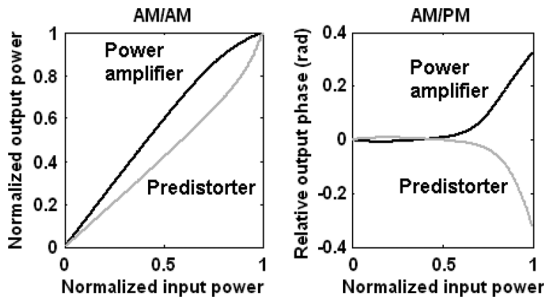 AM/AM
Normalized output power
1
0.8
0.6
0.4
0.2
0
Power
amplifier
Predistorter
0
0.5
1
Normalized input power
AM/PM
Relative output phase (rad)
0.4
0.2
0
-0.2
-0.4
Power
amplifier
Predistorter
0
0.5
1
Normalized input power